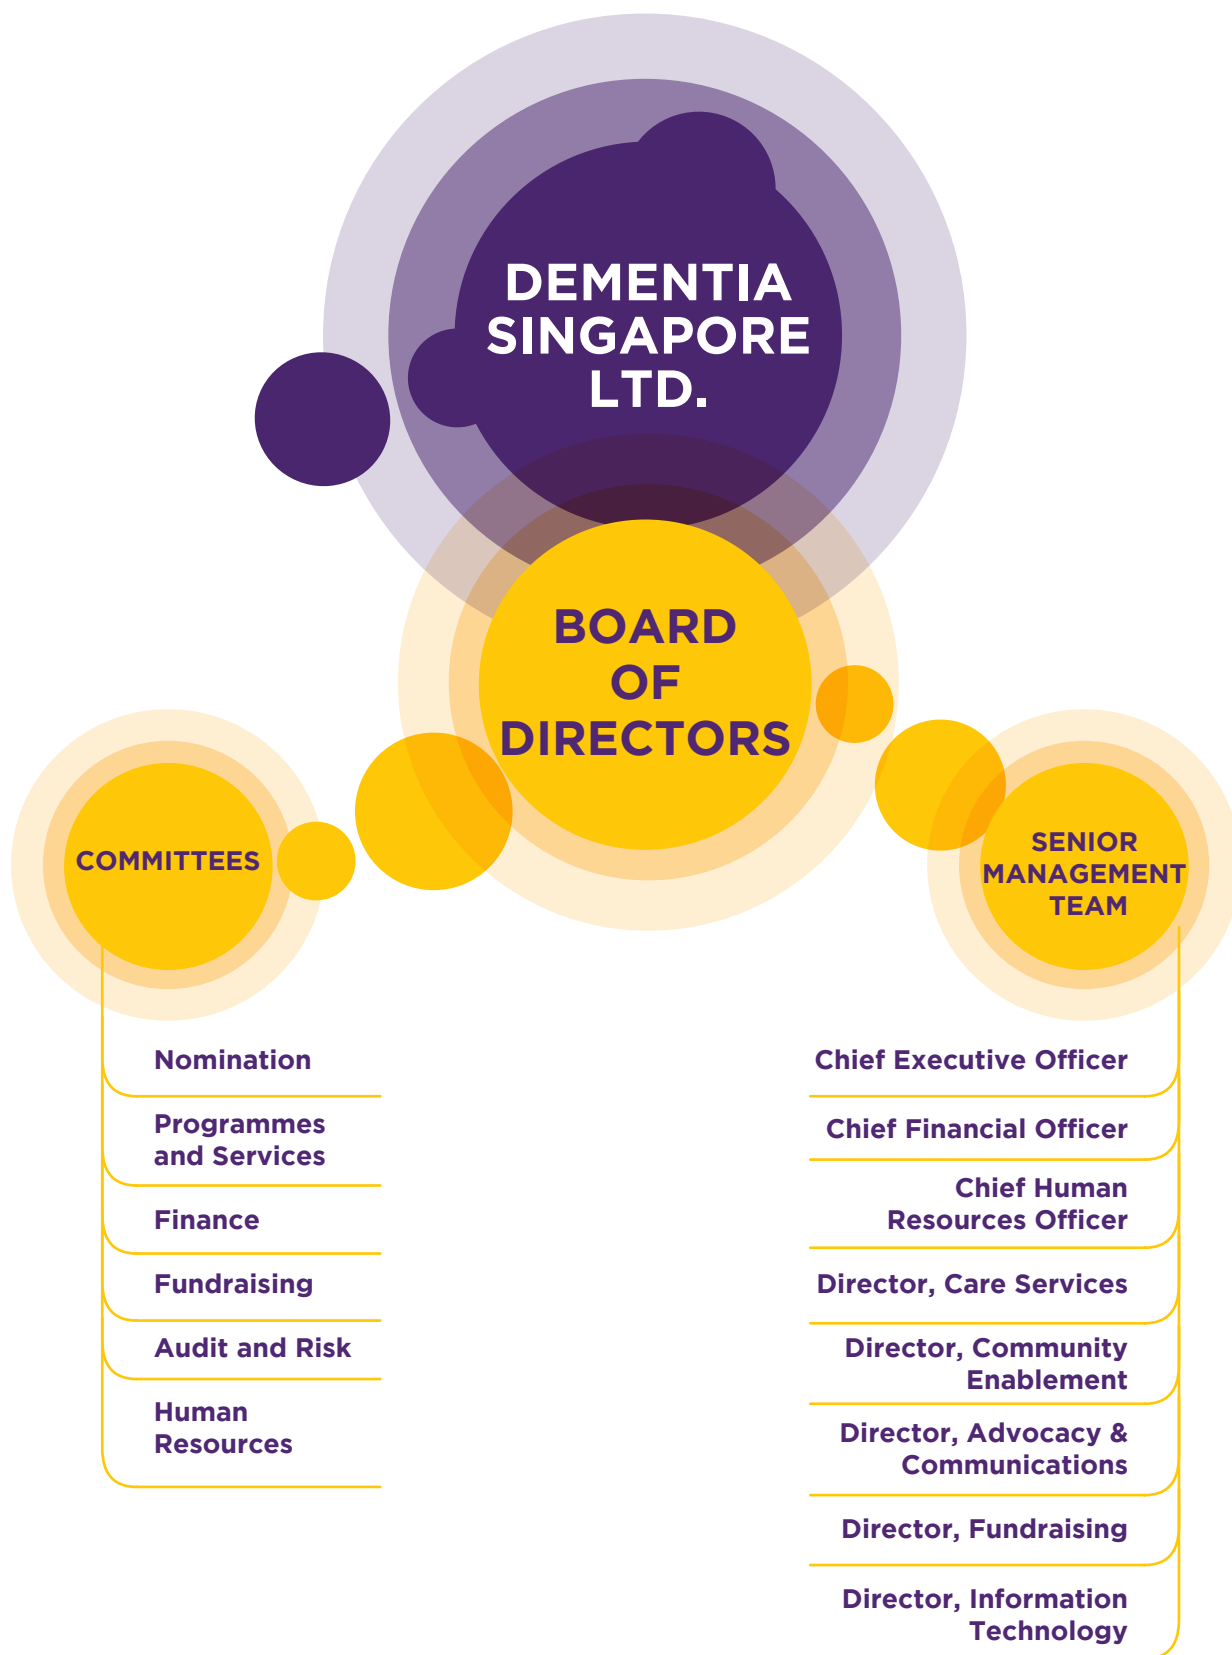 DEMENTIA
SINGAPORE
LTD.
BOARD
OF
DIRECTORS
COMMITTEES
Nomination
Programmes
and Services
Finance
Fundraising
Audit and Risk
Human
Resources
SENIOR
MANAGEMENT
TEAM
Chief Executive Officer
Chief Financial Officer
Chief Human
Resources Officer
Director, Care Services
Director, Community
Enablement
Director, Advocacy &
Communications
Director, Fundraising
Director, Information
Technology